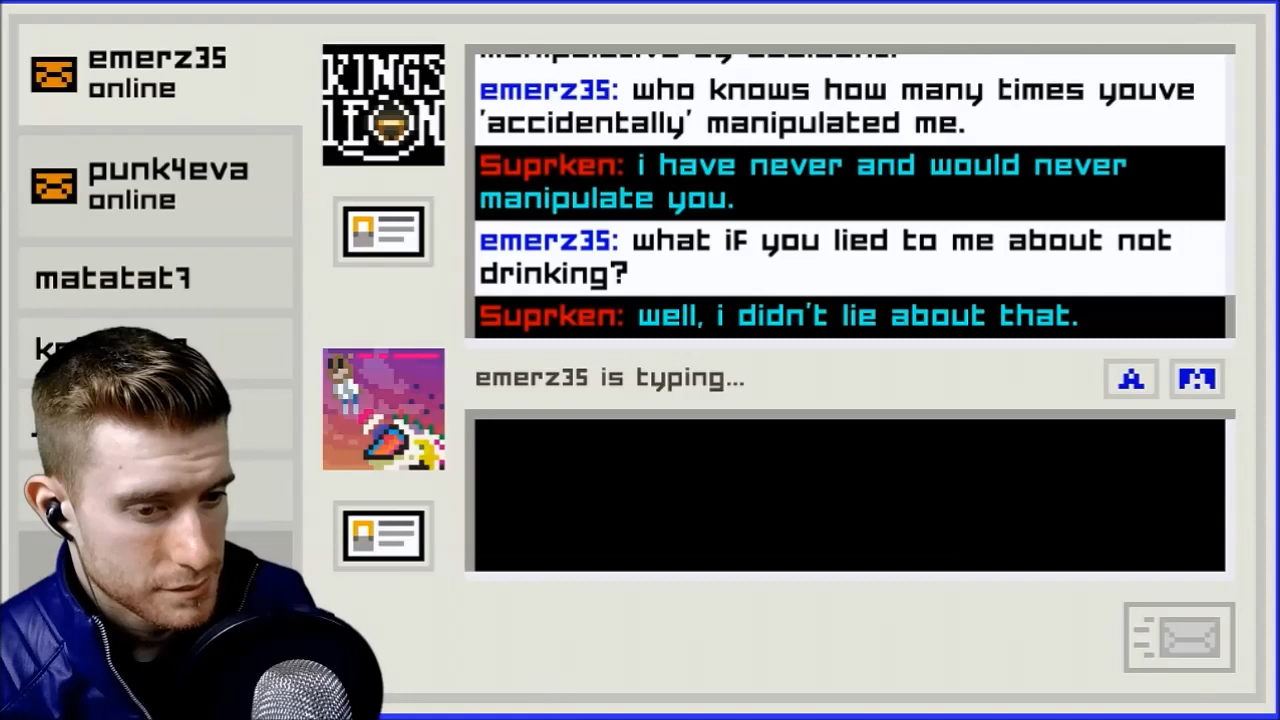 emerz35
online
punk4eva
online
matatat7
KINGS
LEON
emerz35: who knows how many times youve
'accidentally' manipulated me.
Suprken: i have never and would never
manipulate you.
emerz35: what if you lied to me about not
drinking?
Suprken: well, i didn't lie about that.
emerz35 is typing...
A